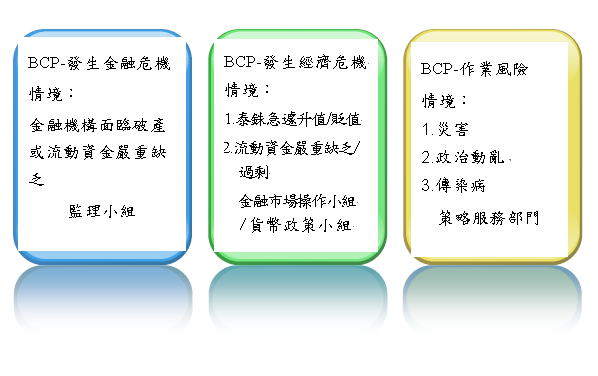 BCP-發生金融危機
情境：
金融機構面臨破產
或流動資金嚴重缺
乏
監理小組
BCP-發生經濟危機
情境：
1.泰銖急遽升值/貶值
2.流動資金嚴重缺乏/
過剩
金融市場操作小組
/貨幣政策小組
BCP-作業風險
情境：
1.災害
2.政治動亂
3.傳染病
策略服務部門